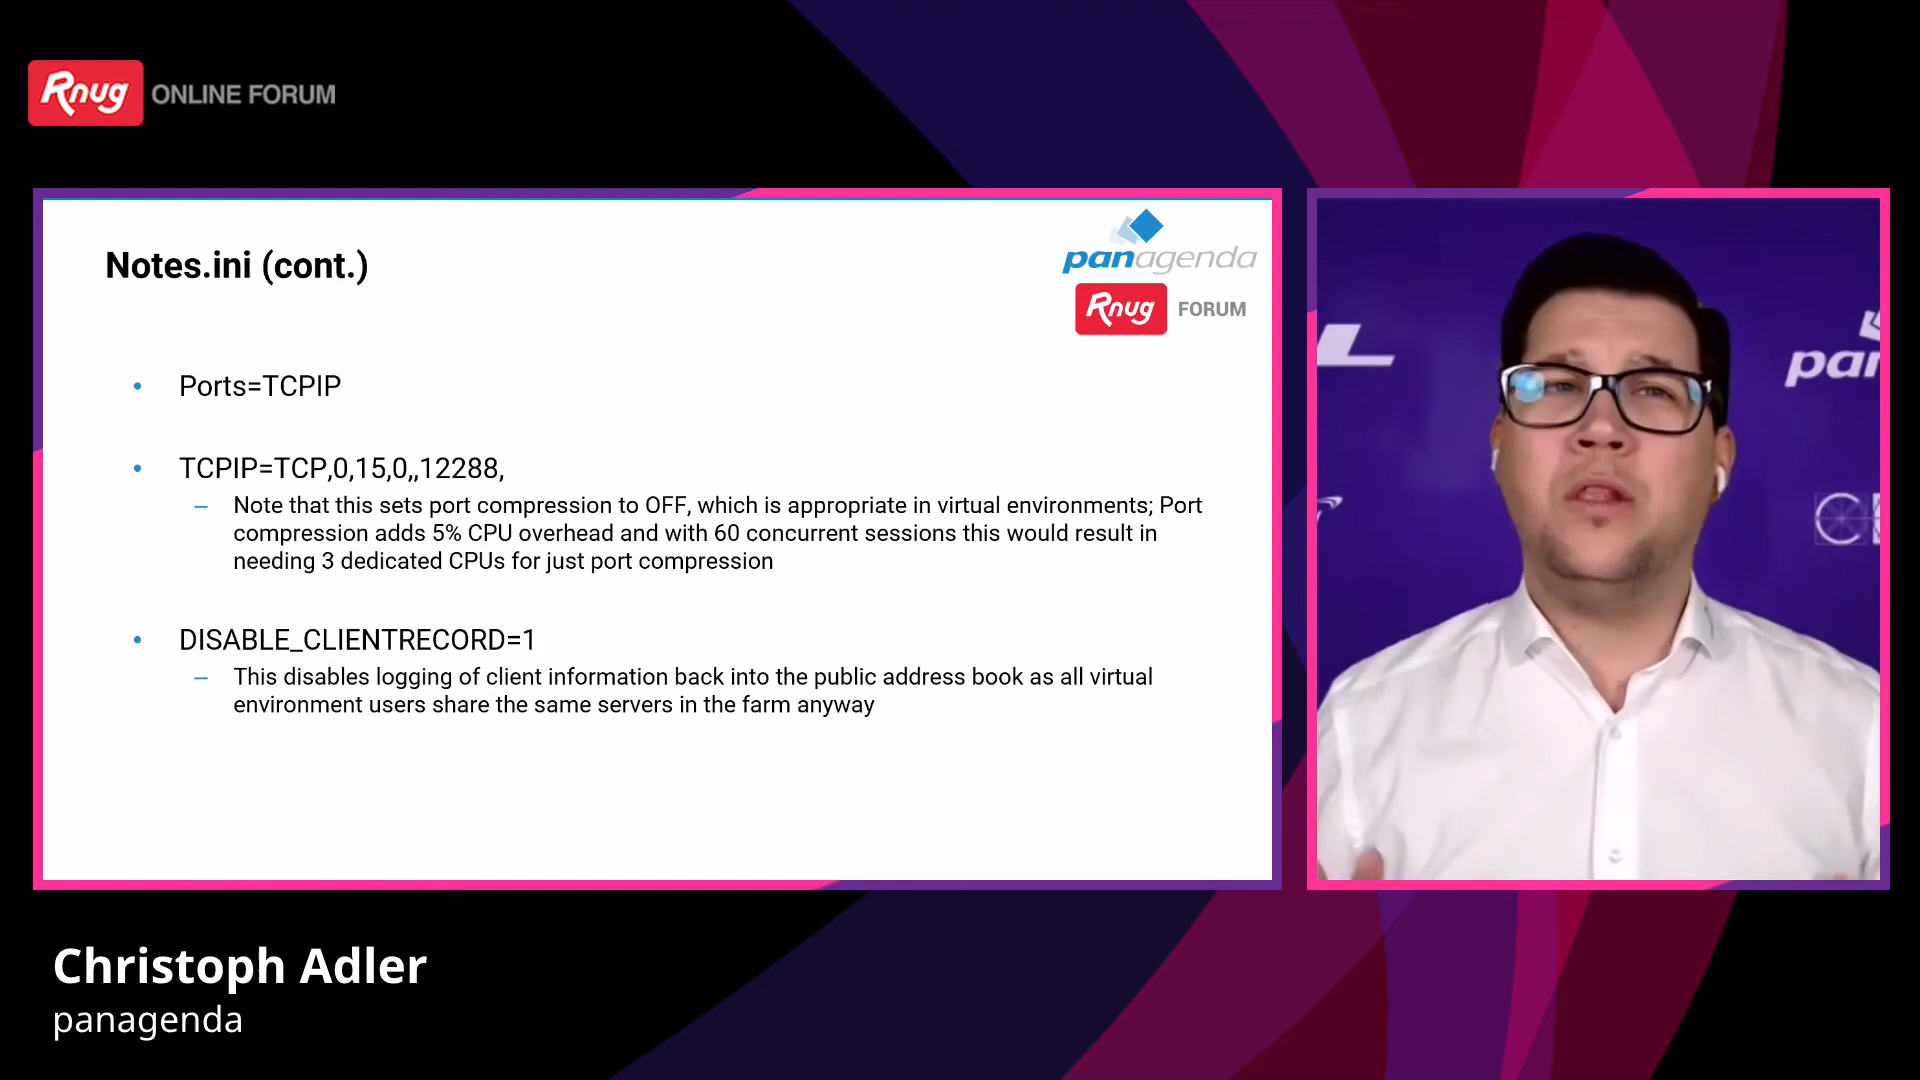 Rnug ONLINE FORUM
Notes.ini (cont.)
panagenda
Rnug FORUM
• Ports=TCPIP
• TCPIP=TCP,0,15,0,,12288,
– Note that this sets port compression to OFF, which is appropriate in virtual environments; Port
compression adds 5% CPU overhead and with 60 concurrent sessions this would result in
needing 3 dedicated CPUs for just port compression
• DISABLE_CLIENTRECORD=1
– This disables logging of client information back into the public address book as all virtual
environment users share the same servers in the farm anyway
L
pan
C
Christoph Adler
panagenda